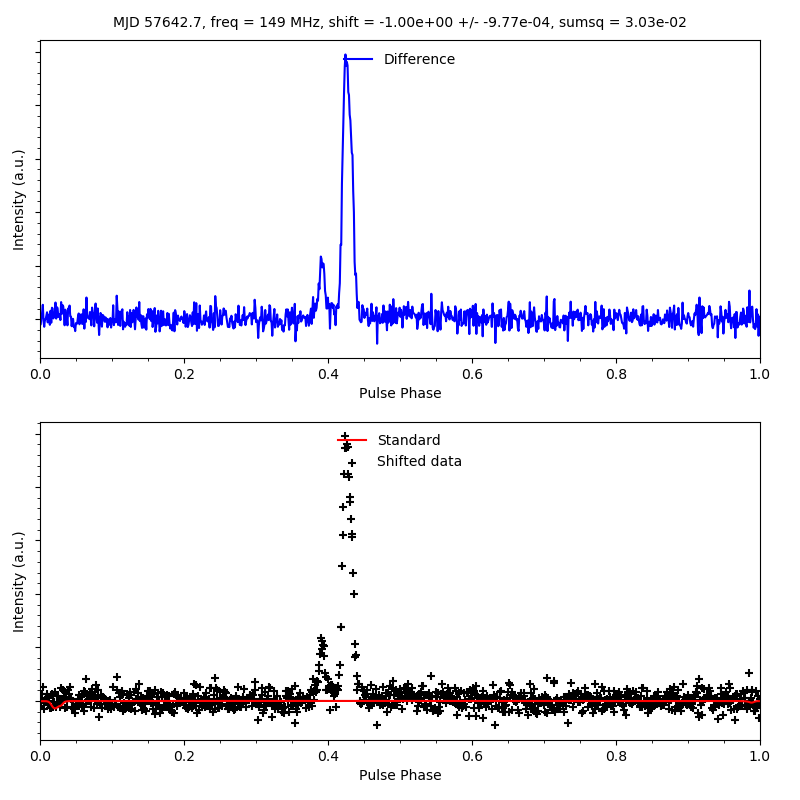 MJD 57642.7, freq = 149 MHz, shift = -1.00e+00 +/- -9.77e-04, sumsq = 3.03e-02
Difference
Intensity (a.u.)
0.0 0.2 0.4 0.6 0.8 1.0
Pulse Phase
Standard
Shifted data
Intensity (a.u.)
0.0 0.2 0.4 0.6 0.8 1.0
Pulse Phase